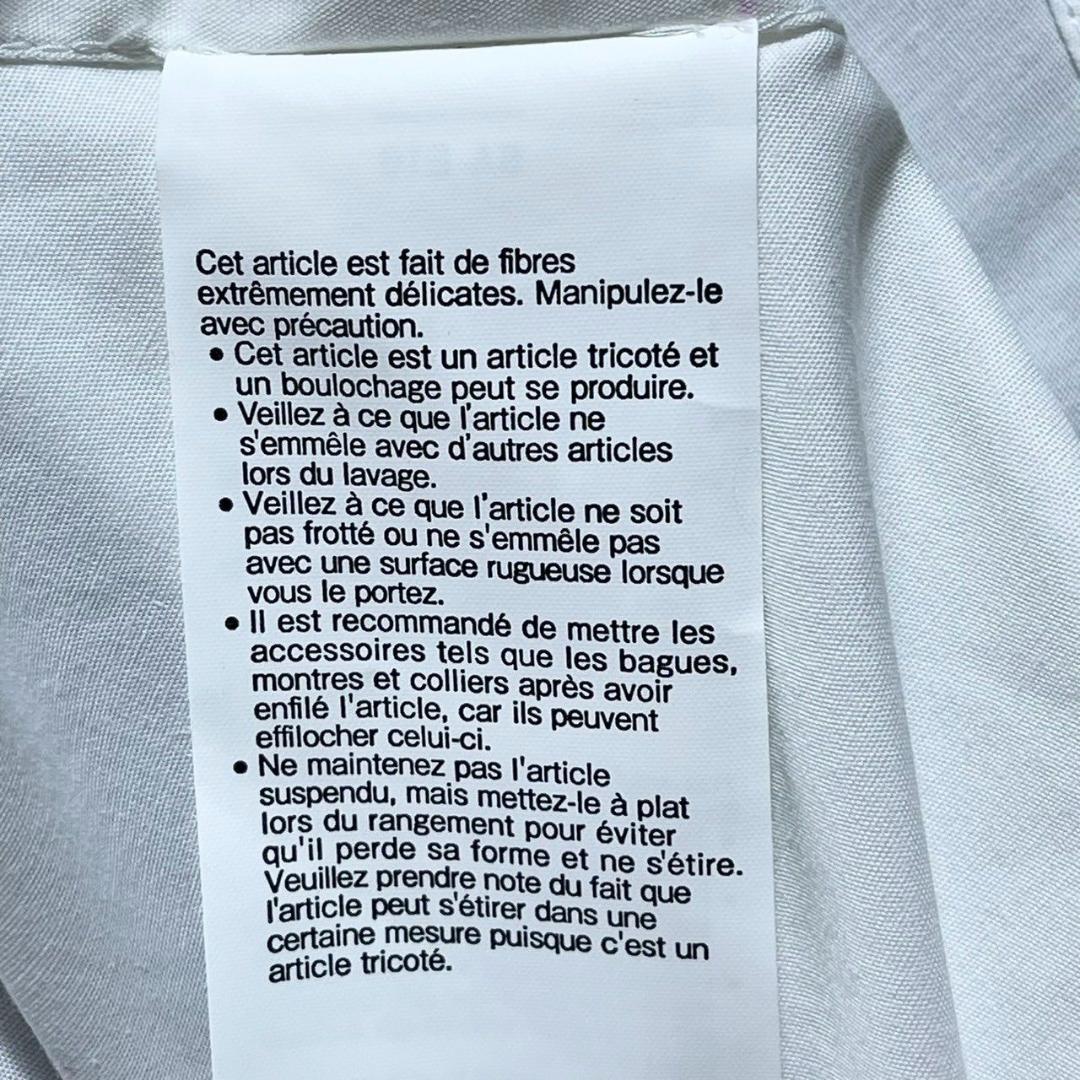 Cet article est fait de fibres
extrêmement délicates. Manipulez-le
avec précaution.
• Cet article est un article tricoté et
un boulochage peut se produire.
• Veillez à ce que l'article ne
s'emmêle avec d'autres articles
lors du lavage.
• Veillez à ce que l'article ne soit
pas frotté ou ne s'emmêle pas
avec une surface rugueuse lorsque
vous le portez.
• Il est recommandé de mettre les
accessoires tels que les bagues,
montres et colliers après avoir
enfilé l'article, car ils peuvent
effilocher celui-ci.
• Ne maintenez pas l'article
suspendu, mais mettez-le à plat
lors du rangement pour éviter
qu'il perde sa forme et ne s'étire.
Veuillez prendre note du fait que
l'article peut s'étirer dans une
certaine mesure puisque c'est un
article tricoté.